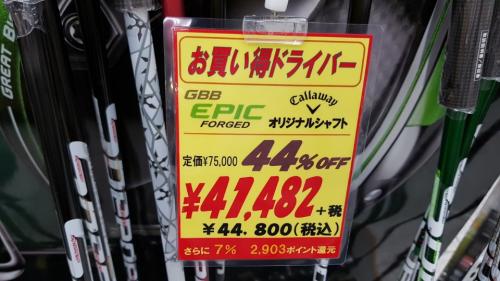 GREAT B
お買い得ドライバー
GBB
EPIC
FORGED
Callaway
オリジナルシャフト
定価¥75,000 44%OFF
¥41,482+税
¥44,800(税込)
さらに 7% 2,903ポイント還元